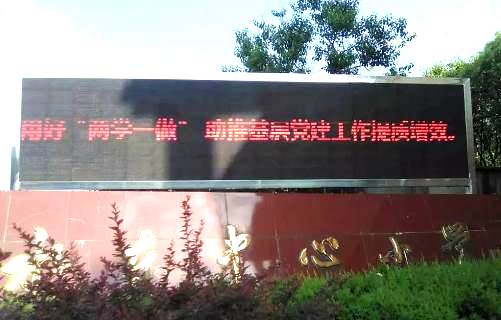 用好“两学一做”助推基层党建工作提质增效。
中心小学